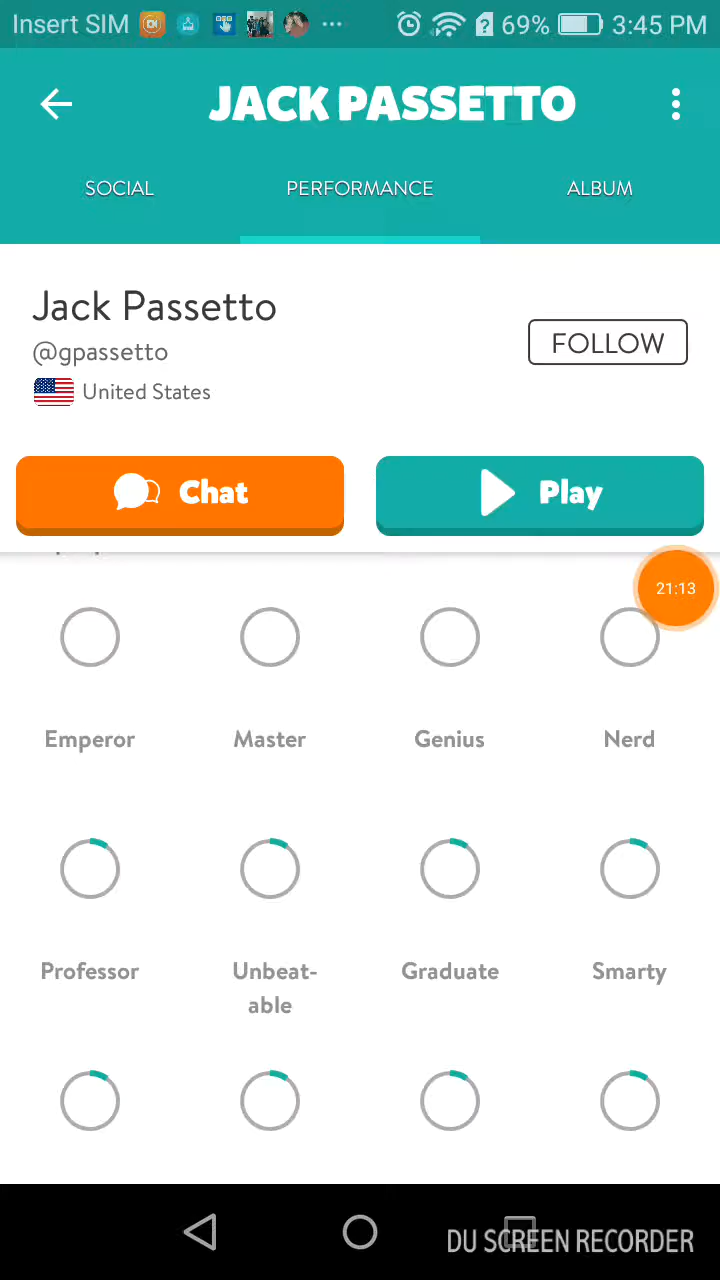 Insert SIM 69% 3:45 PM
JACK PASSETTO
SOCIAL PERFORMANCE ALBUM
Jack Passetto
@gpassetto
FOLLOW
United States
Chat Play
21:13
Emperor Master Genius Nerd
Professor Unbeat- Graduate Smarty
able
DU SCREEN RECORDER